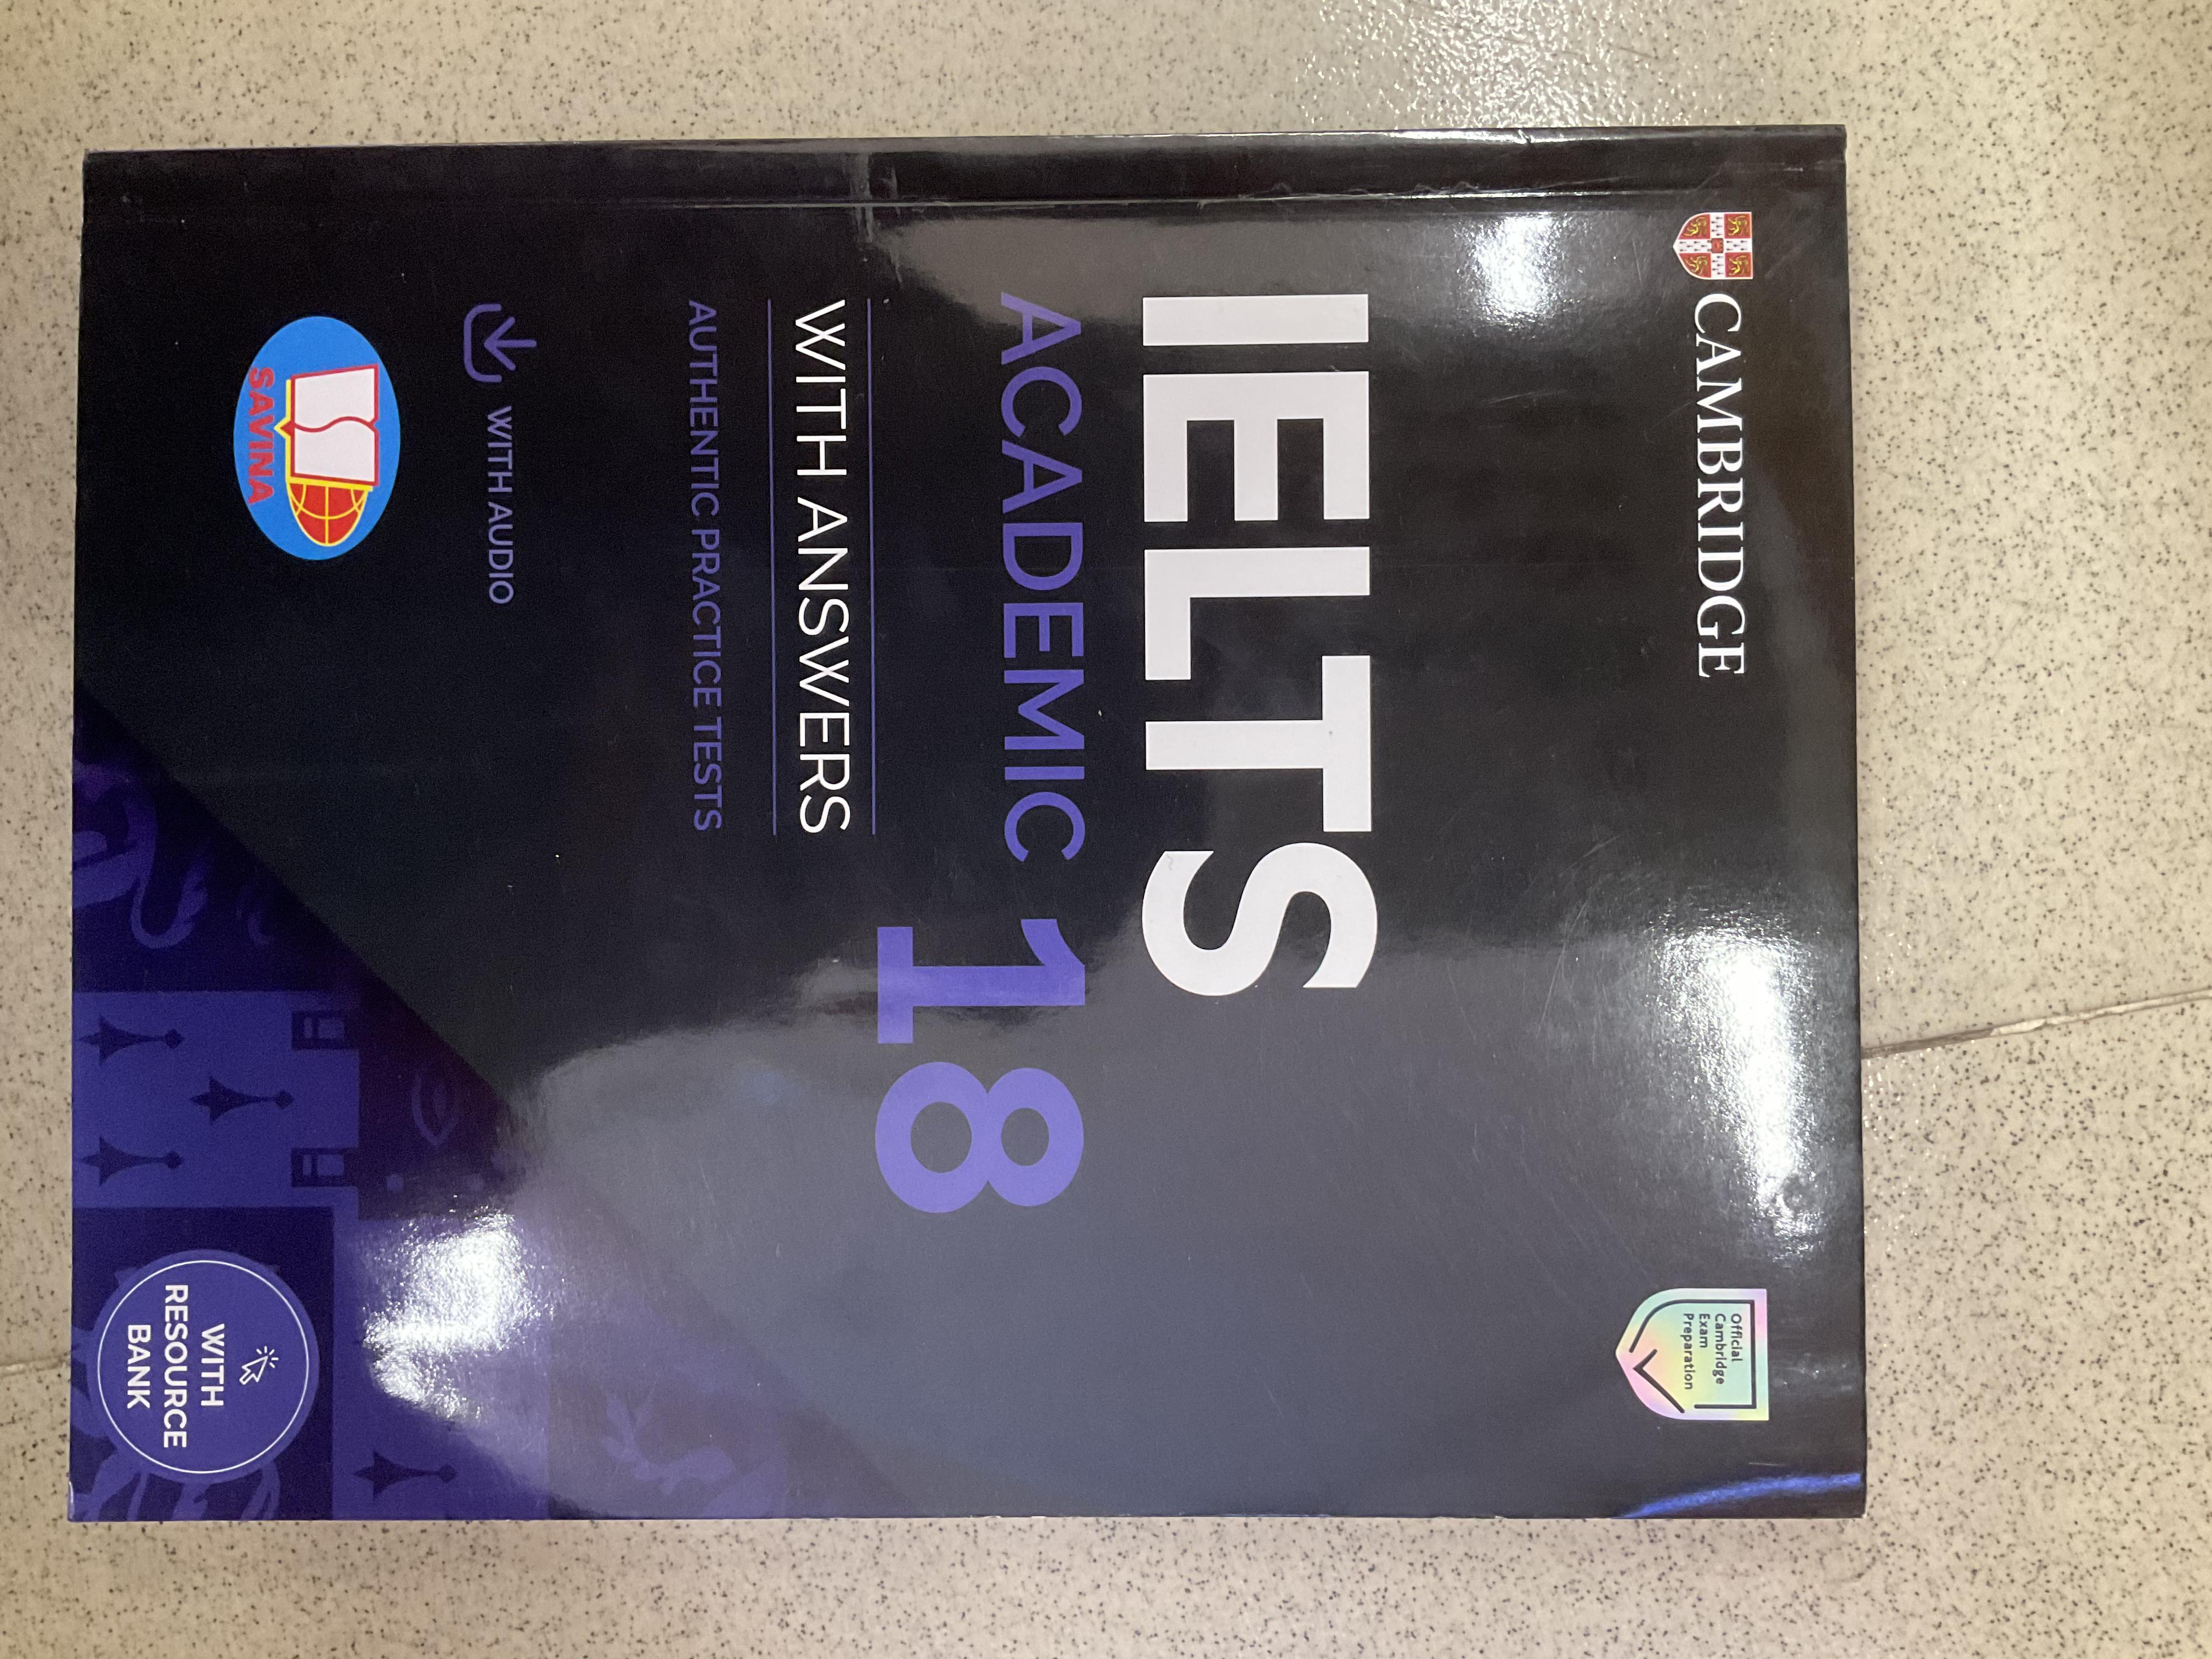 CAMBRIDGE
Official
Cambridge
Exam
Preparation
IELTS
ACADEMIC 18
WITH ANSWERS
AUTHENTIC PRACTICE TESTS
WITH AUDIO
SAVINA
WITH
RESOURCE
BANK